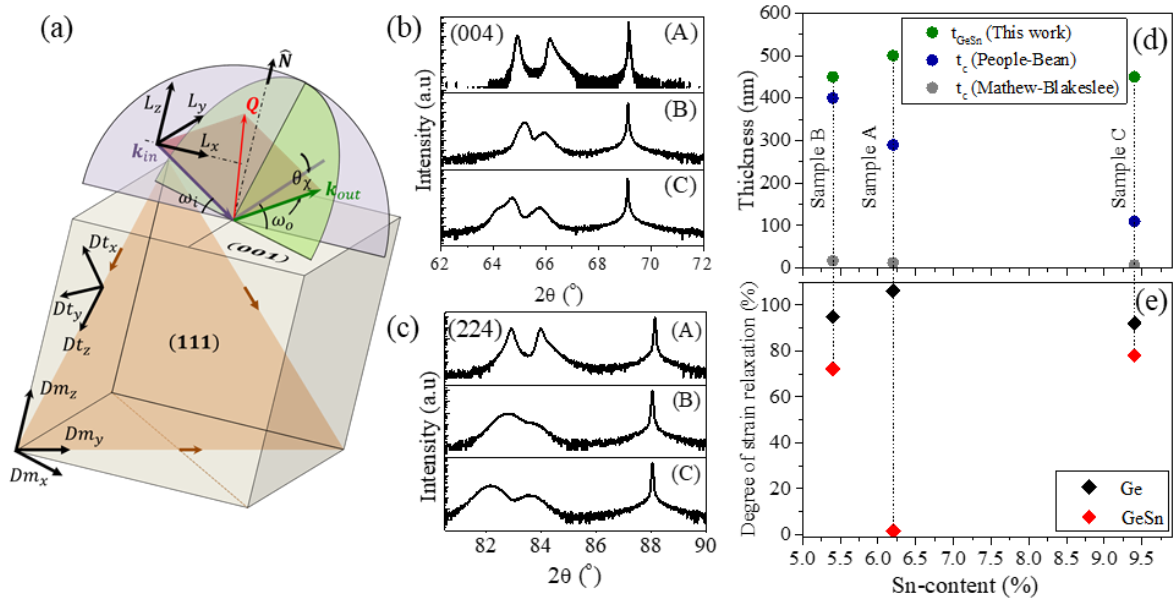 (a)
N̂
Q
L_z
L_y
L_x
k_in
θ_χ
k_out
ω_i
ω_o
(001)
Dt_x
Dt_y
Dt_z
(111)
Dm_z
Dm_y
Dm_x
(b)
(004)
(A)
(B)
(C)
Intensity (a.u)
62 64 66 68 70 72
2θ (°)
(c)
(224)
(A)
(B)
(C)
Intensity (a.u)
82 84 86 88 90
2θ (°)
(d)
t_GeSn (This work)
t_c (People-Bean)
t_c (Mathew-Blakeslee)
600
500
400
300
200
100
0
Thickness (nm)
Sample B
Sample A
Sample C
(e)
100
80
60
40
20
0
Degree of strain relaxation (%)
Ge
GeSn
5.0 5.5 6.0 6.5 7.0 7.5 8.0 8.5 9.0 9.5
Sn-content (%)